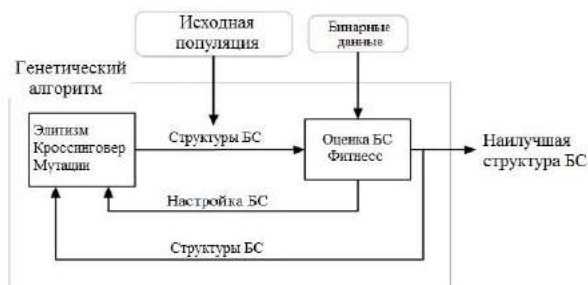 Исходная
популяция
Бинарные
данные
Генетический
алгоритм
Элитизм
Кроссинговер
Мутации
Структуры БС
Оценка БС
Фитнесс
Наилучшая
структура БС
Настройка БС
Структуры БС